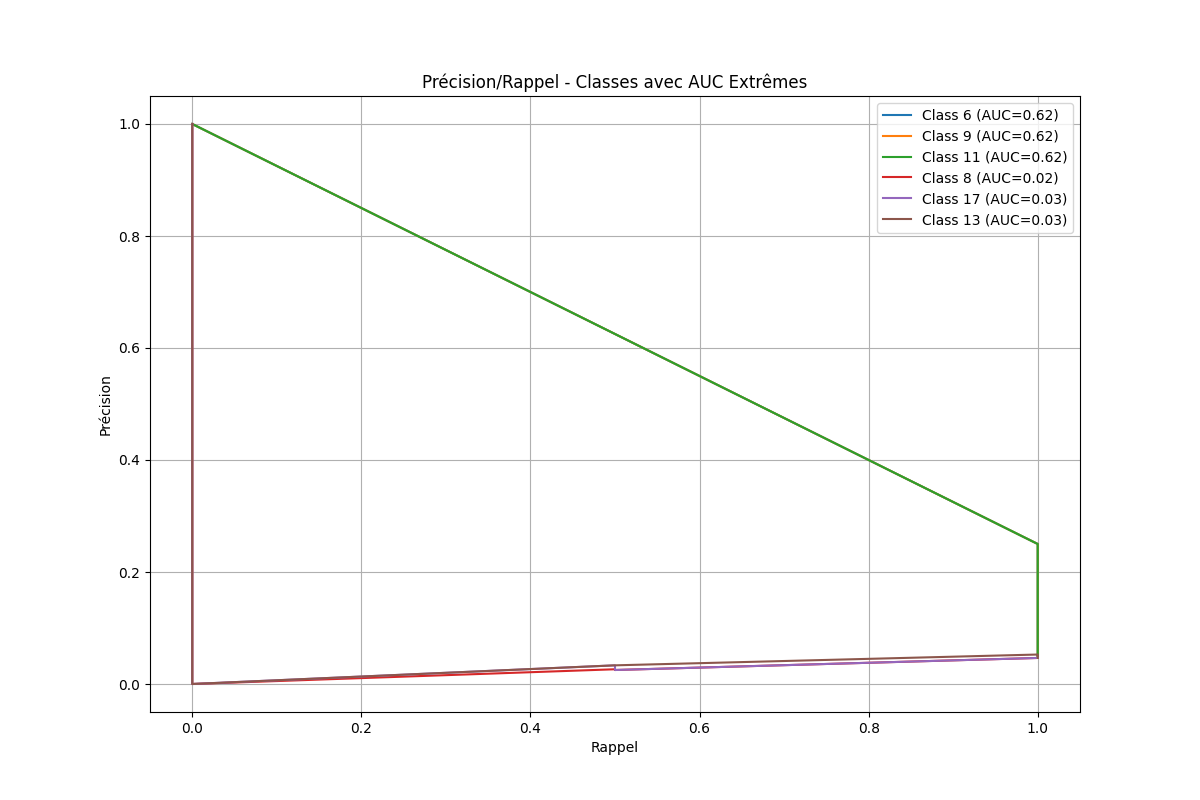 Précision/Rappel - Classes avec AUC Extrêmes
Class 6 (AUC=0.62)
Class 9 (AUC=0.62)
Class 11 (AUC=0.62)
Class 8 (AUC=0.02)
Class 17 (AUC=0.03)
Class 13 (AUC=0.03)
Précision
1.0
0.8
0.6
0.4
0.2
0.0
0.0 0.2 0.4 0.6 0.8 1.0
Rappel